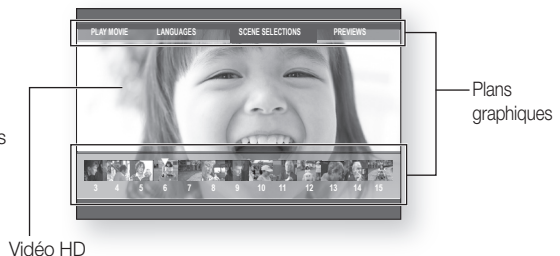 PLAY MOVIE LANGUAGES SCENE SELECTIONS PREVIEWS
Plans
graphiques
s
3 4 5 6 7 8 9 10 11 12 13 14 15
Vidéo HD